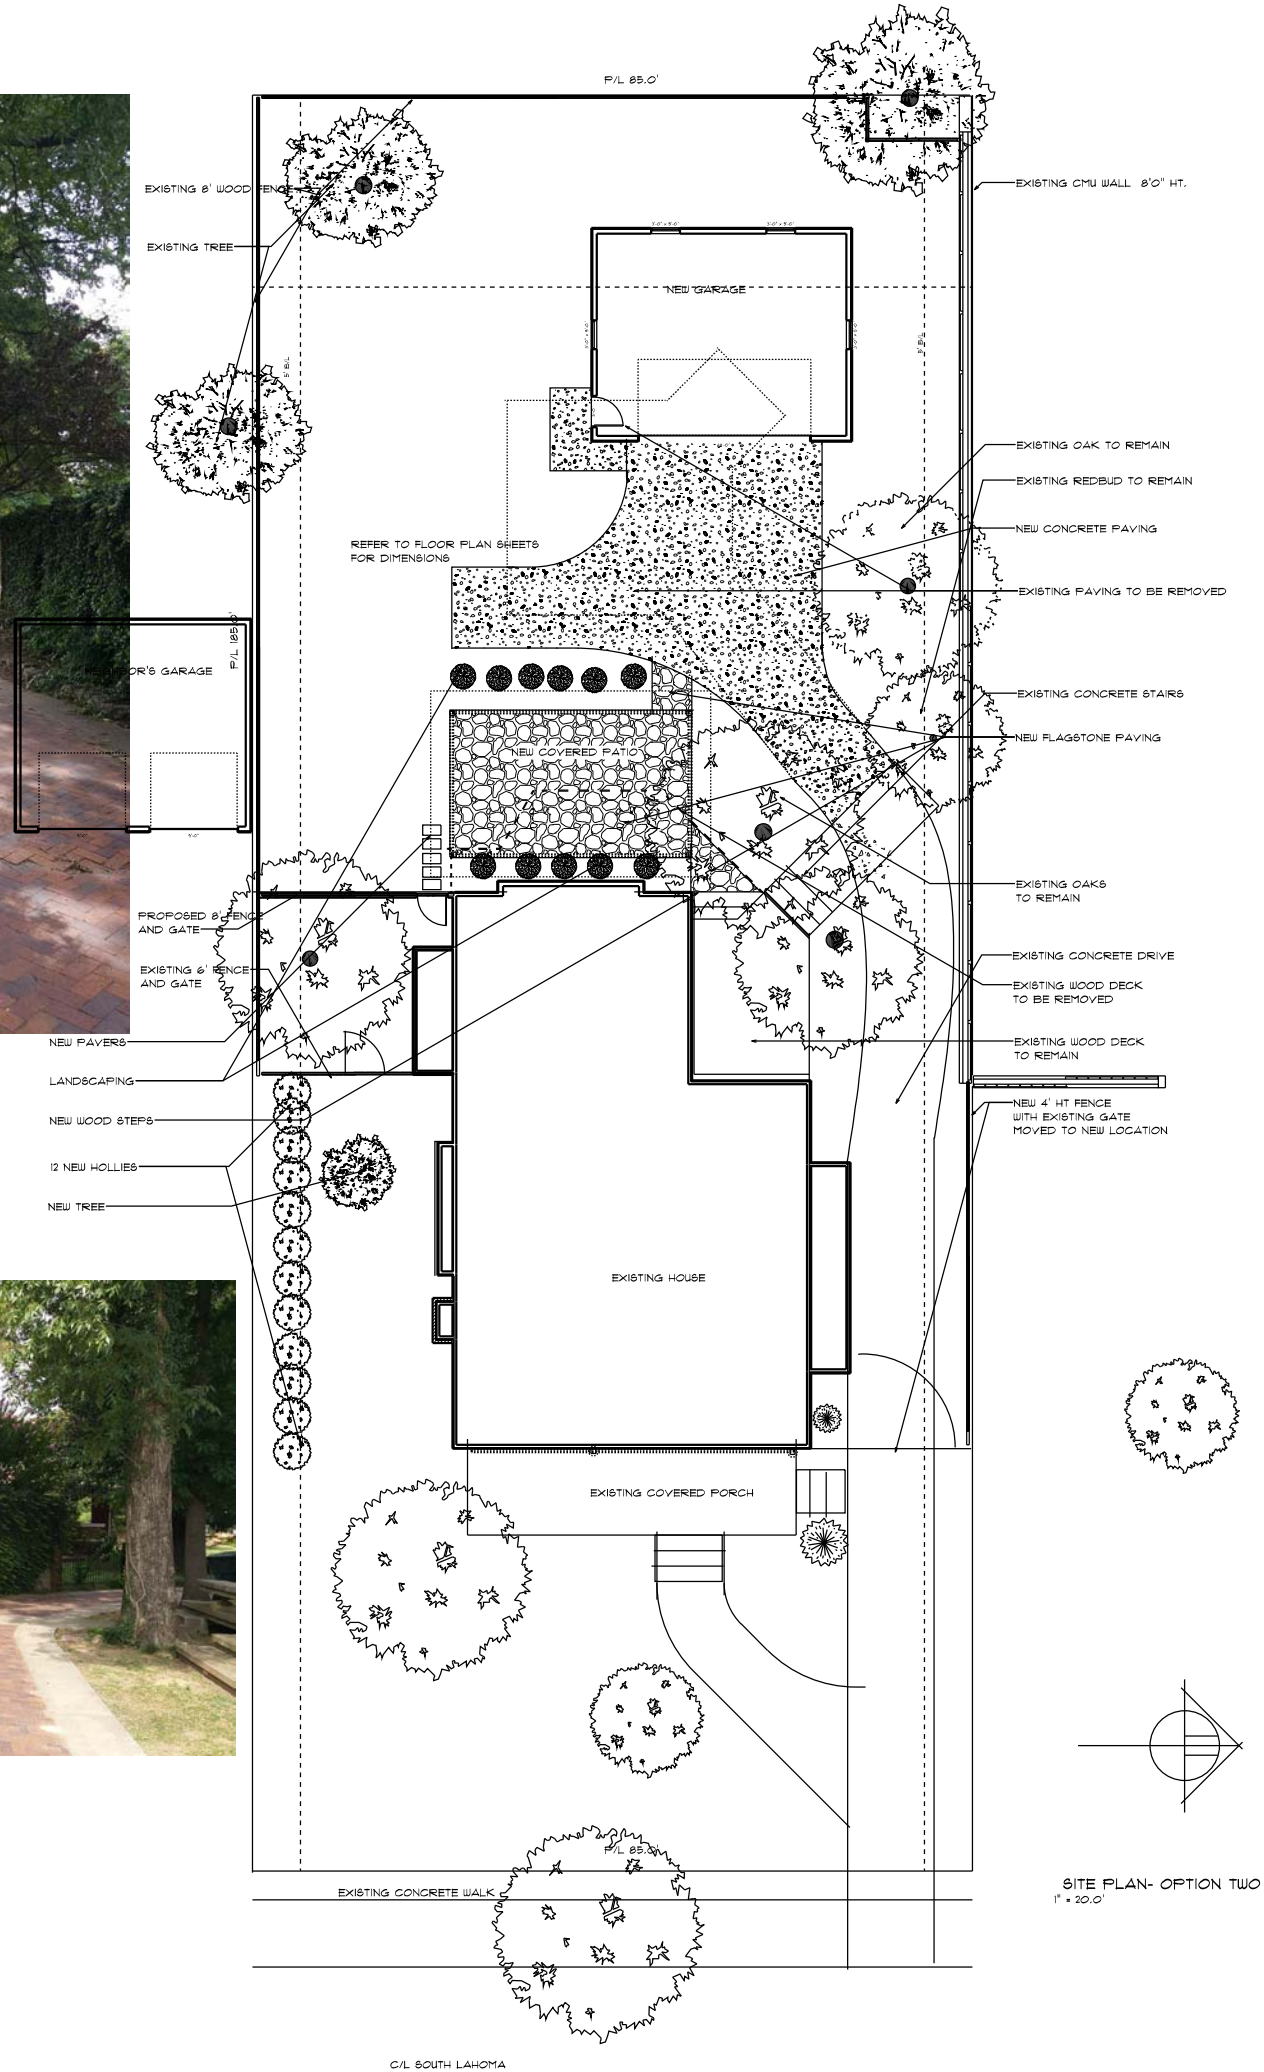 P/L 85.0'
EXISTING 8' WOOD FENCE
EXISTING TREE
EXISTING CMU WALL 8'0" HT.
NEW GARAGE
5' B/L
5' B/L
EXISTING OAK TO REMAIN
EXISTING REDBUD TO REMAIN
NEW CONCRETE PAVING
REFER TO FLOOR PLAN SHEETS
FOR DIMENSIONS
EXISTING PAVING TO BE REMOVED
P/L 185.0'
NEIGHBOR'S GARAGE
EXISTING CONCRETE STAIRS
NEW FLAGSTONE PAVING
NEW COVERED PATIO
EXISTING OAKS
TO REMAIN
PROPOSED 8' FENCE
AND GATE
EXISTING CONCRETE DRIVE
EXISTING 6' FENCE
AND GATE
EXISTING WOOD DECK
TO BE REMOVED
NEW PAVERS
EXISTING WOOD DECK
TO REMAIN
LANDSCAPING
NEW 4' HT FENCE
WITH EXISTING GATE
MOVED TO NEW LOCATION
NEW WOOD STEPS
12 NEW HOLLIES
NEW TREE
EXISTING HOUSE
EXISTING COVERED PORCH
P/L 85.0'
EXISTING CONCRETE WALK
SITE PLAN- OPTION TWO
1" = 20.0'
C/L SOUTH LAHOMA